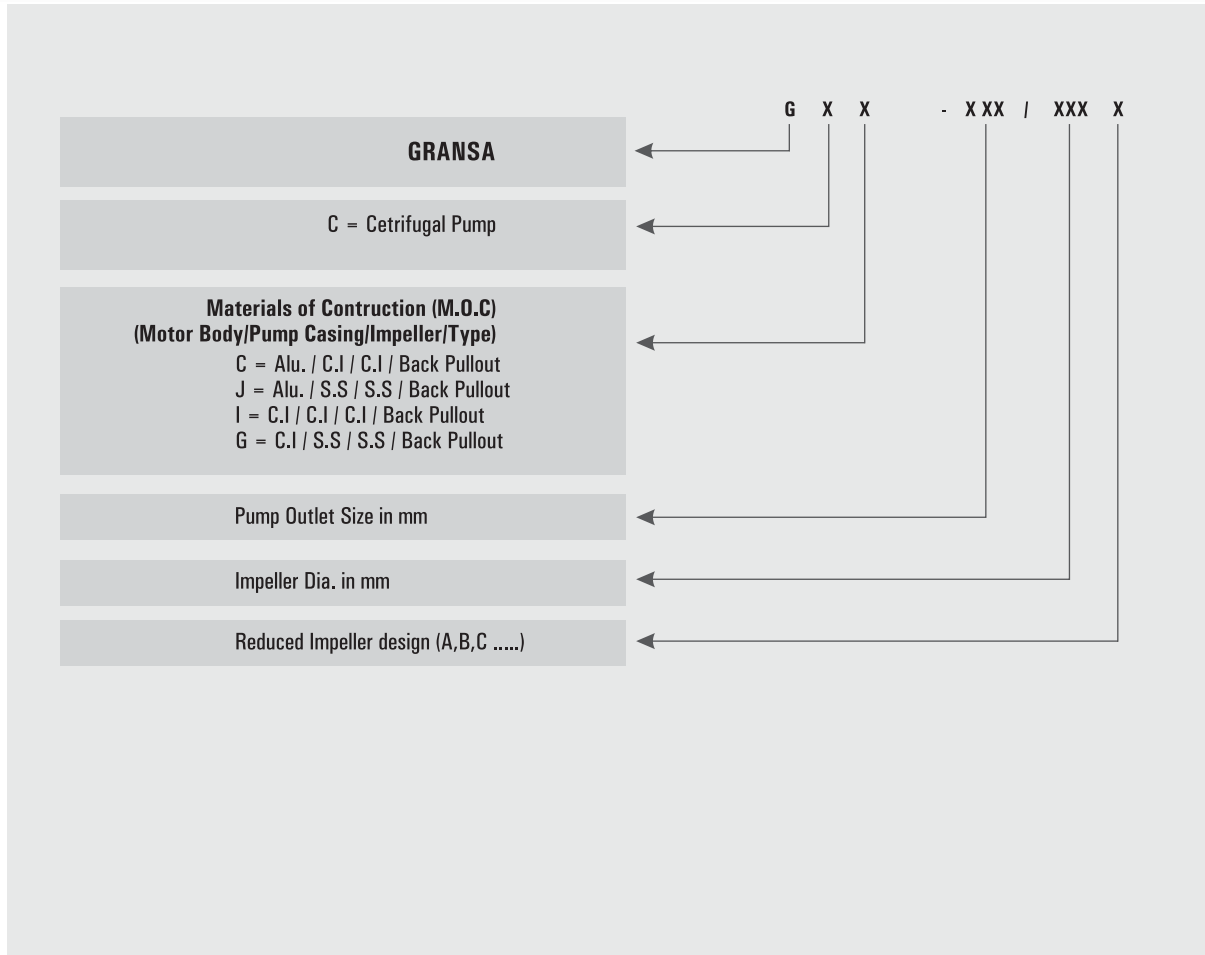 G X X - X XX / XXX X
GRANSA
C = Cetrifugal Pump
Materials of Contruction (M.O.C)
(Motor Body/Pump Casing/Impeller/Type)
C = Alu. / C.I / C.I / Back Pullout
J = Alu. / S.S / S.S / Back Pullout
I = C.I / C.I / C.I / Back Pullout
G = C.I / S.S / S.S / Back Pullout
Pump Outlet Size in mm
Impeller Dia. in mm
Reduced Impeller design (A,B,C .....)